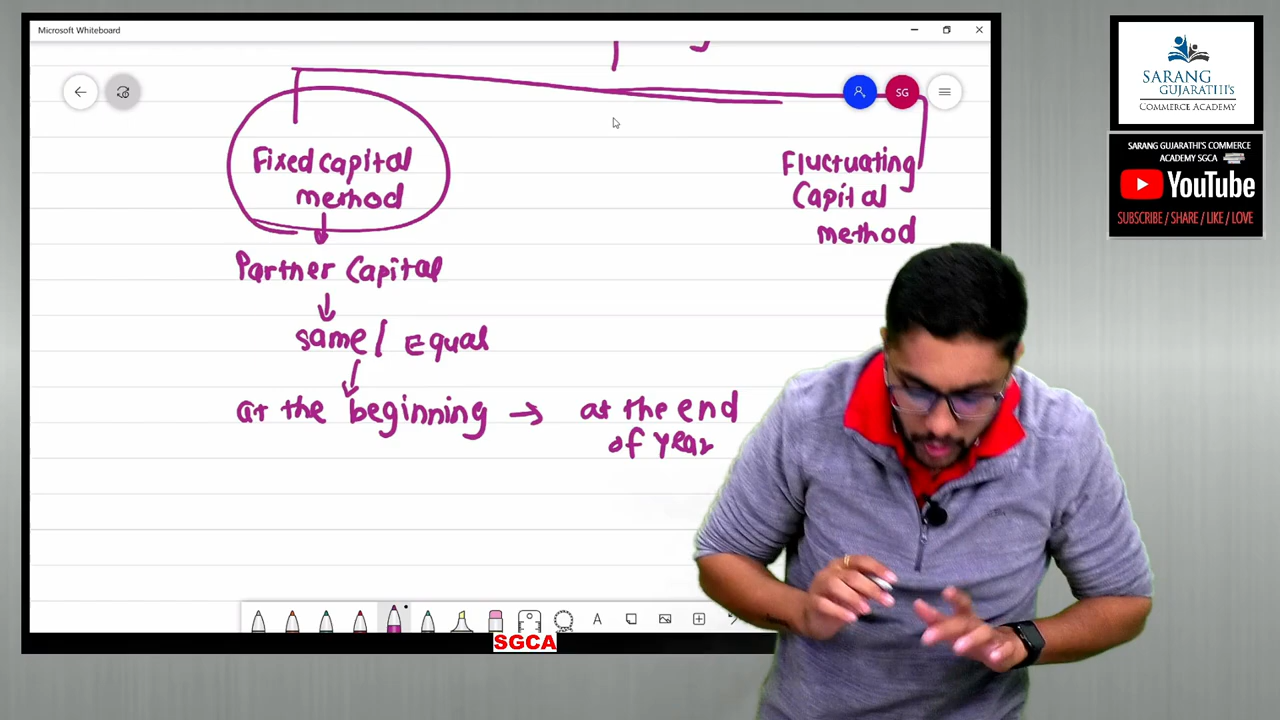 Microsoft Whiteboard
SG
Fixed capital
method
Partner Capital
same / Equal
at the beginning → at the end
of year
Fluctuating
Capital
method
SGCA
SARANG
GUJARATHI'S
COMMERCE ACADEMY
SARANG GUJARATHI'S COMMERCE
ACADEMY SGCA
YouTube
SUBSCRIBE / SHARE / LIKE / LOVE